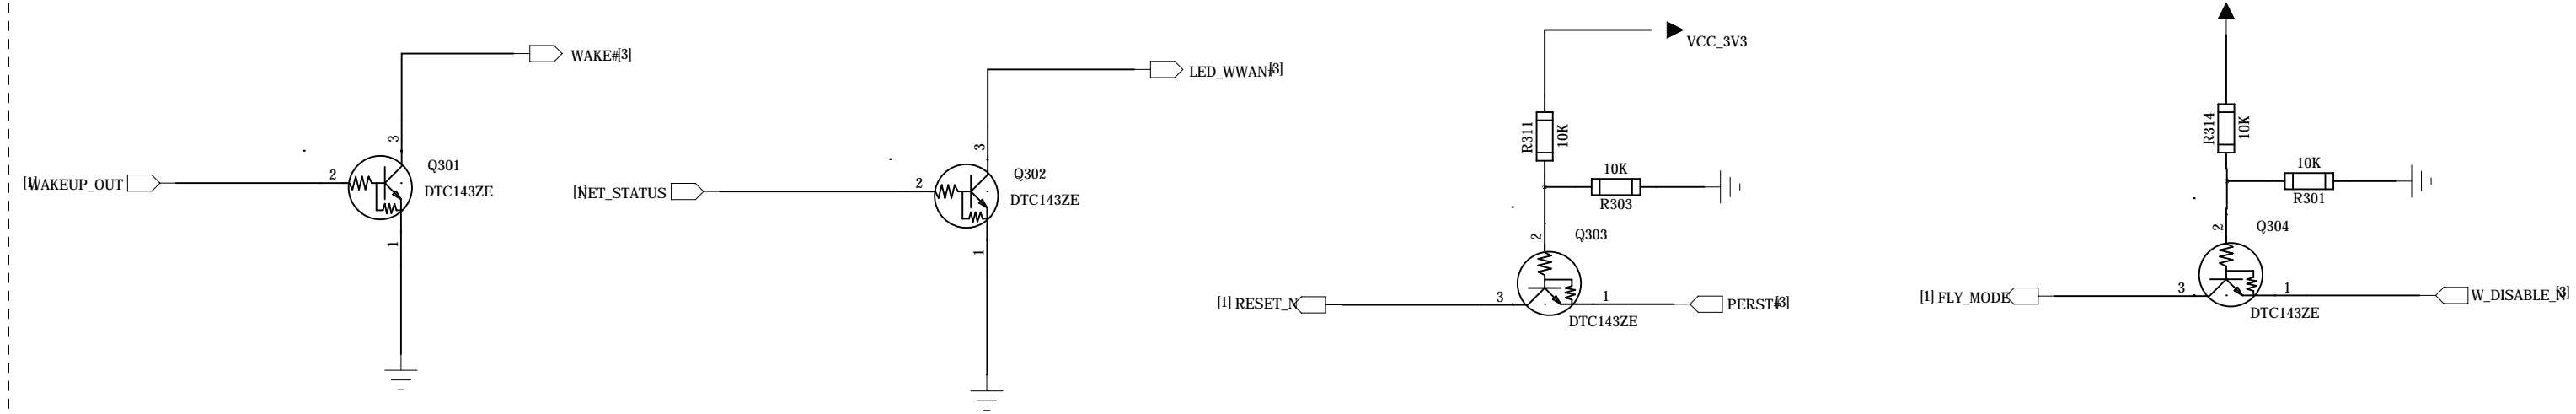 WAKE#[3]
3
Q301
DTC143ZE
2
[1]WAKEUP_OUT
1
LED_WWAN#[3]
3
Q302
DTC143ZE
2
[1]NET_STATUS
1
VCC_3V3
R311
10K
10K
R303
2
Q303
[1] RESET_N
3
1
PERST#[3]
DTC143ZE
R314
10K
10K
R301
2
Q304
[1] FLY_MODE
3
1
W_DISABLE_N[3]
DTC143ZE